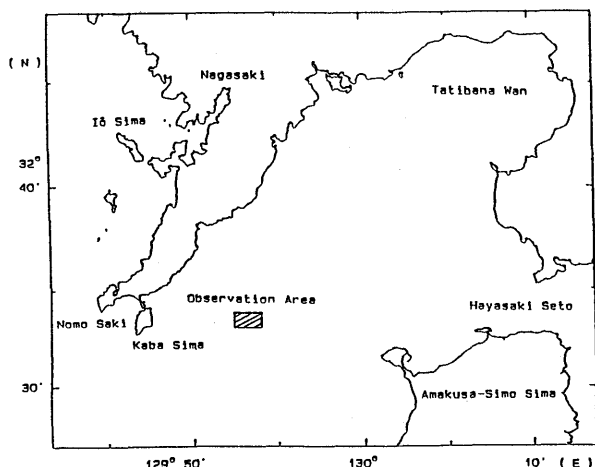 (N)
Nagasaki
Tatibana Wan
Iō Sima
32°
40'
Observation Area
Hayasaki Seto
Nomo Saki
Kaba Sima
30'
Amakusa-Simo Sima
129° 50' 130° 10' (E)